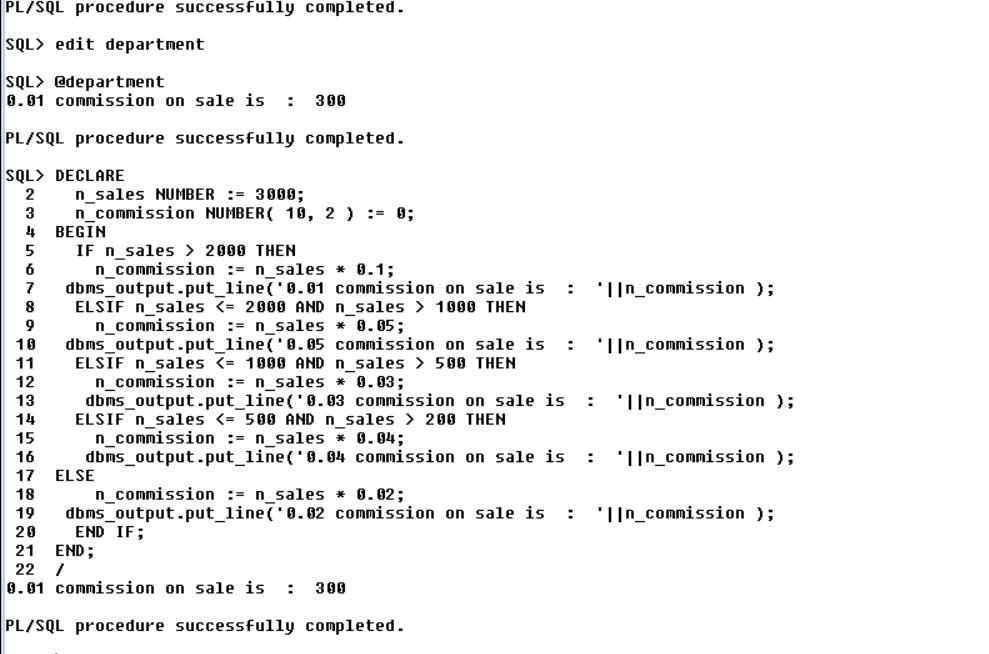 PL/SQL procedure successfully completed.
SQL> edit department
SQL> @department
0.01 commission on sale is  :  300
PL/SQL procedure successfully completed.
SQL> DECLARE
  2    n_sales NUMBER := 3000;
  3    n_commission NUMBER( 10, 2 ) := 0;
  4  BEGIN
  5    IF n_sales > 2000 THEN
  6      n_commission := n_sales * 0.1;
  7   dbms_output.put_line('0.01 commission on sale is  :  '||n_commission );
  8    ELSIF n_sales <= 2000 AND n_sales > 1000 THEN
  9      n_commission := n_sales * 0.05;
 10   dbms_output.put_line('0.05 commission on sale is  :  '||n_commission );
 11    ELSIF n_sales <= 1000 AND n_sales > 500 THEN
 12      n_commission := n_sales * 0.03;
 13     dbms_output.put_line('0.03 commission on sale is  :  '||n_commission );
 14    ELSIF n_sales <= 500 AND n_sales > 200 THEN
 15      n_commission := n_sales * 0.04;
 16     dbms_output.put_line('0.04 commission on sale is  :  '||n_commission );
 17  ELSE
 18      n_commission := n_sales * 0.02;
 19   dbms_output.put_line('0.02 commission on sale is  :  '||n_commission );
 20    END IF;
 21  END;
 22  /
0.01 commission on sale is  :  300
PL/SQL procedure successfully completed.